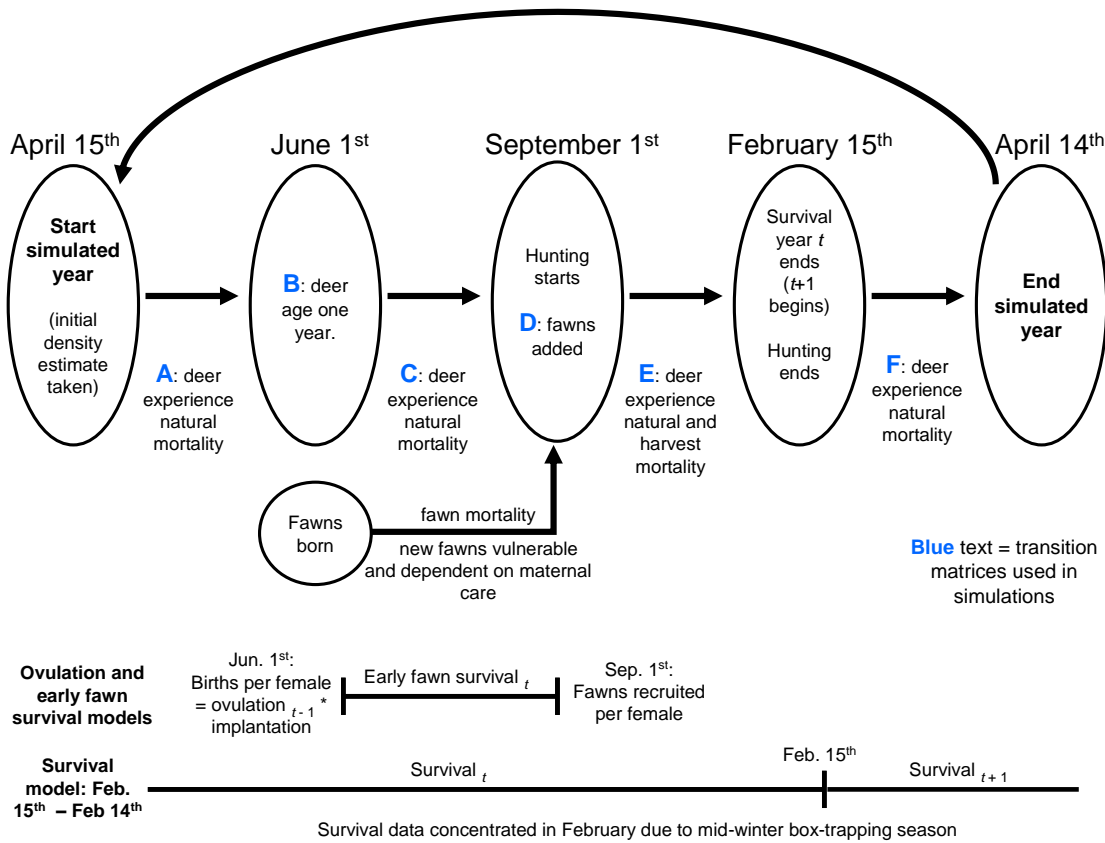 April 15th
June 1st
September 1st
February 15th
April 14th
Start
simulated
year
(initial
density
estimate
taken)
A: deer
experience
natural
mortality
B: deer
age one
year.
C: deer
experience
natural
mortality
Hunting
starts
D: fawns
added
E: deer
experience
natural and
harvest
mortality
Survival
year t
ends
(t+1
begins)
Hunting
ends
F: deer
experience
natural
mortality
End
simulated
year
Fawns
born
fawn mortality
new fawns vulnerable
and dependent on maternal
care
Blue text = transition
matrices used in
simulations
Ovulation and
early fawn
survival models
Jun. 1st:
Births per female
= ovulation t-1 *
implantation
Early fawn survival t
Sep. 1st:
Fawns recruited
per female
Survival
model: Feb.
15th – Feb 14th
Survival t
Feb. 15th
Survival t+1
Survival data concentrated in February due to mid-winter box-trapping season